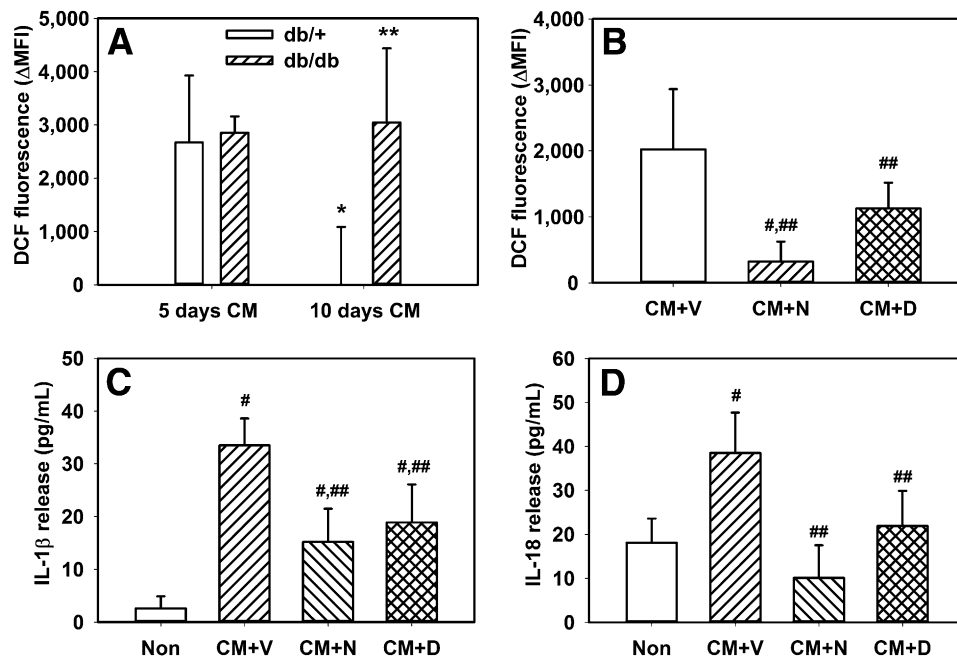 A
DCF fluorescence (ΔMFI)
5,000
4,000
3,000
2,000
1,000
0
db/+
db/db
*
**
5 days CM
10 days CM
B
DCF fluorescence (ΔMFI)
4,000
3,000
2,000
1,000
0
#,##
##
CM+V
CM+N
CM+D
C
IL-1β release (pg/mL)
50
40
30
20
10
0
#
#,##
#,##
Non
CM+V
CM+N
CM+D
D
IL-18 release (pg/mL)
60
50
40
30
20
10
0
#
##
##
Non
CM+V
CM+N
CM+D